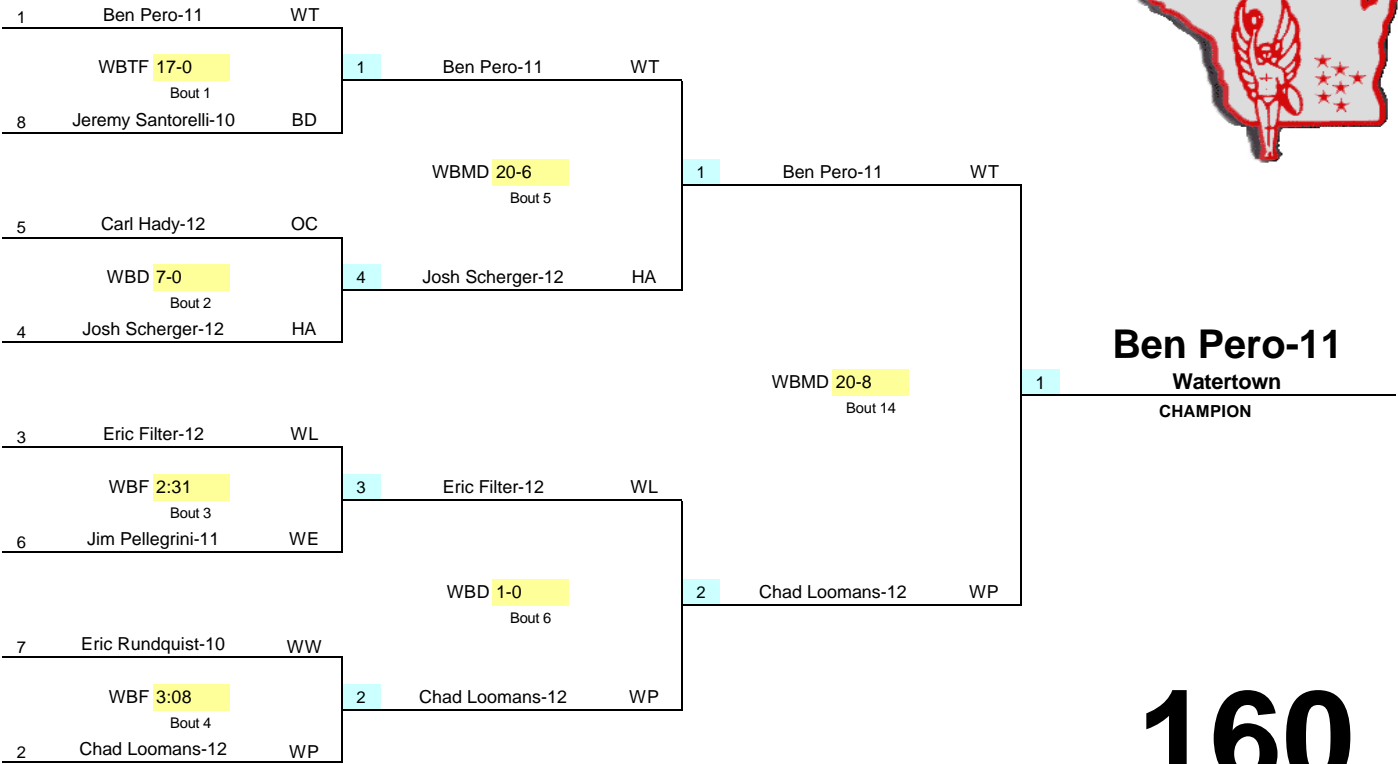 1 Ben Pero-11 WT
WBTF 17-0
Bout 1
8 Jeremy Santorelli-10 BD
1 Ben Pero-11 WT
WBMD 20-6
Bout 5
5 Carl Hady-12 OC
WBD 7-0
Bout 2
4 Josh Scherger-12 HA
4 Josh Scherger-12 HA
1 Ben Pero-11 WT
WBMD 20-8
Bout 14
3 Eric Filter-12 WL
WBF 2:31
Bout 3
6 Jim Pellegrini-11 WE
3 Eric Filter-12 WL
WBD 1-0
Bout 6
7 Eric Rundquist-10 WW
WBF 3:08
Bout 4
2 Chad Loomans-12 WP
2 Chad Loomans-12 WP
2 Chad Loomans-12 WP
Ben Pero-11
1 Watertown
CHAMPION
160